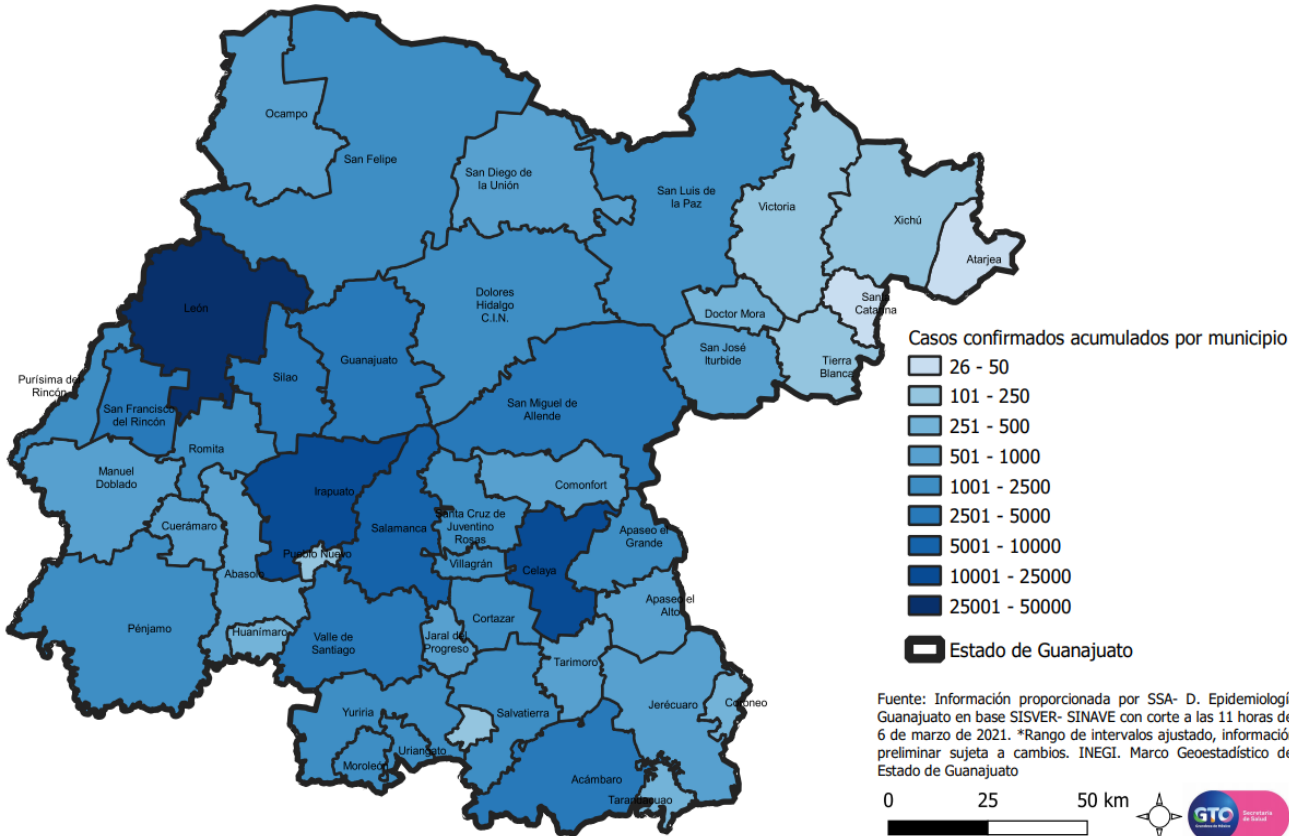 Ocampo
San Felipe
San Diego de
la Unión
San Luis de
la Paz
Victoria
Xichú
Atarjea
León
Dolores
Hidalgo
C.I.N.
Santa
Catarina
Doctor Mora
Guanajuato
San José
Iturbide
Tierra
Blanca
Silao
Purísima del
Rincón
San Francisco
del Rincón
San Miguel de
Allende
Romita
Manuel
Doblado
Irapuato
Comonfort
Cuerámaro
Salamanca
Santa Cruz de
Juventino
Rosas
Apaseo el
Grande
Pueblo Nuevo
Villagrán
Celaya
Abasolo
Apaseo el
Alto
Pénjamo
Huanímaro
Valle de
Santiago
Jaral del
Progreso
Cortazar
Tarimoro
Jerécuaro
Coroneo
Yuriria
Salvatierra
Uriangato
Moroleón
Acámbaro
Tarandacuao
Casos confirmados acumulados por municipio
26 - 50
101 - 250
251 - 500
501 - 1000
1001 - 2500
2501 - 5000
5001 - 10000
10001 - 25000
25001 - 50000
Estado de Guanajuato
Fuente: Información proporcionada por SSA- D. Epidemiologí
Guanajuato en base SISVER- SINAVE con corte a las 11 horas de
6 de marzo de 2021. *Rango de intervalos ajustado, informació
preliminar sujeta a cambios. INEGI. Marco Geoestadístico de
Estado de Guanajuato
0 25 50 km
GTO
Grandeza de México
Secretaría
de Salud